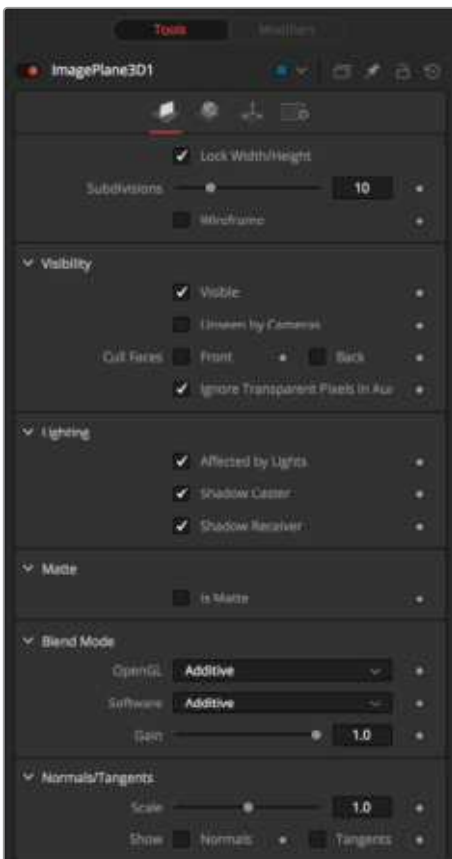 Tools Modifiers
ImagePlane3D1
Lock Width/Height
Subdivisions 10
Wireframe
Visibility
Visible
Unseen by Cameras
Cull Faces Front Back
Ignore Transparent Pixels in Aux
Lighting
Affected by Lights
Shadow Caster
Shadow Receiver
Matte
Is Matte
Blend Mode
OpenGL Additive
Software Additive
Gain 1.0
Normals/Tangents
Scale 1.0
Show Normals Tangents